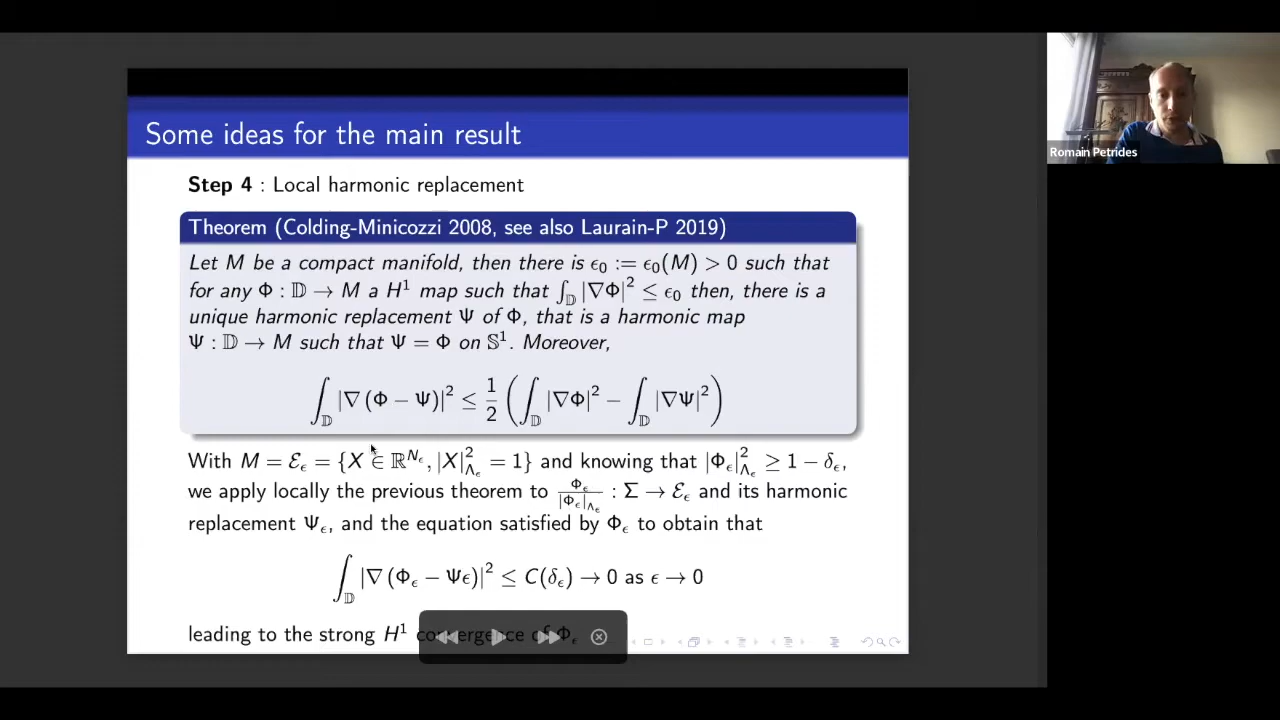 Some ideas for the main result
Step 4 : Local harmonic replacement
Theorem (Colding-Minicozzi 2008, see also Laurain-P 2019)
Let M be a compact manifold, then there is ϵ₀ := ϵ₀(M) > 0 such that
for any Φ : 𝔻 → M a H¹ map such that ∫_𝔻 |∇Φ|² ≤ ϵ₀ then, there is a
unique harmonic replacement Ψ of Φ, that is a harmonic map
Ψ : 𝔻 → M such that Ψ = Φ on 𝕊¹. Moreover,
∫_𝔻 |∇ (Φ − Ψ)|² ≤ 1/2 (∫_𝔻 |∇Φ|² − ∫_𝔻 |∇Ψ|²)
With M = ℰ_ϵ = {X ∈ ℝ^{N_ϵ}, |X|²_{Λ_ϵ} = 1} and knowing that |Φ_ϵ|²_{Λ_ϵ} ≥ 1 − δ_ϵ,
we apply locally the previous theorem to Φ_ϵ/|Φ_ϵ|_{Λ_ϵ} : Σ → ℰ_ϵ and its harmonic
replacement Ψ_ϵ, and the equation satisfied by Φ_ϵ to obtain that
∫_𝔻 |∇ (Φ_ϵ − Ψϵ)|² ≤ C(δ_ϵ) → 0 as ϵ → 0
leading to the strong H¹ convergence of Φ_ϵ
Romain Petrides